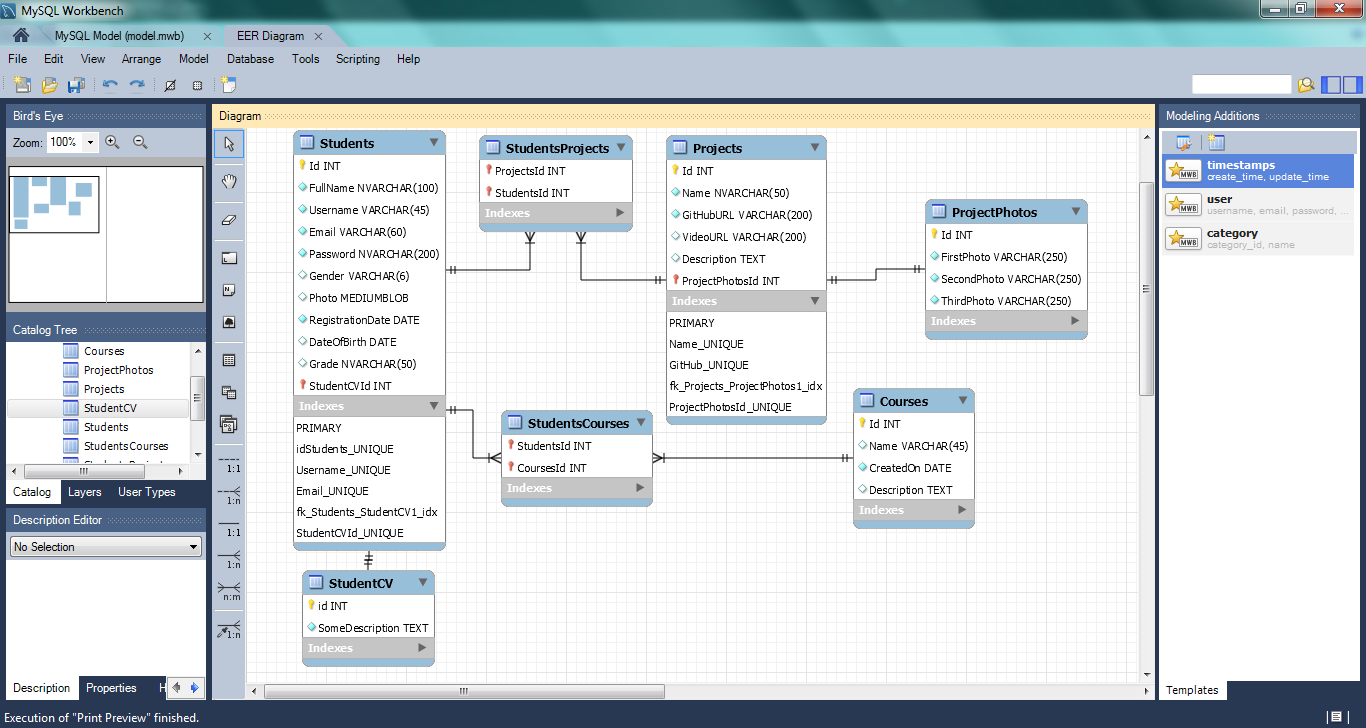 MySQL Workbench
MySQL Model (model.mwb)
EER Diagram
File Edit View Arrange Model Database Tools Scripting Help
Bird's Eye
Zoom: 100%
Catalog Tree
Courses
ProjectPhotos
Projects
StudentCV
Students
StudentsCourses
Catalog Layers User Types
Description Editor
No Selection
Description Properties H
Execution of "Print Preview" finished.
Diagram
1:1
1:n
1:1
1:n
n:m
1:n
Students
Id INT
FullName NVARCHAR(100)
Username VARCHAR(45)
Email VARCHAR(60)
Password NVARCHAR(200)
Gender VARCHAR(6)
Photo MEDIUMBLOB
RegistrationDate DATE
DateOfBirth DATE
Grade NVARCHAR(50)
StudentCVId INT
Indexes
PRIMARY
idStudents_UNIQUE
Username_UNIQUE
Email_UNIQUE
fk_Students_StudentCV1_idx
StudentCVId_UNIQUE
StudentCV
id INT
SomeDescription TEXT
Indexes
StudentsProjects
ProjectsId INT
StudentsId INT
Indexes
Projects
Id INT
Name NVARCHAR(50)
GitHubURL VARCHAR(200)
VideoURL VARCHAR(200)
Description TEXT
ProjectPhotosId INT
Indexes
PRIMARY
Name_UNIQUE
GitHub_UNIQUE
fk_Projects_ProjectPhotos1_idx
ProjectPhotosId_UNIQUE
ProjectPhotos
Id INT
FirstPhoto VARCHAR(250)
SecondPhoto VARCHAR(250)
ThirdPhoto VARCHAR(250)
Indexes
StudentsCourses
StudentsId INT
CoursesId INT
Indexes
Courses
Id INT
Name VARCHAR(45)
CreatedOn DATE
Description TEXT
Indexes
Modeling Additions
timestamps
create_time, update_time
user
username, email, password, ...
category
category_id, name
Templates